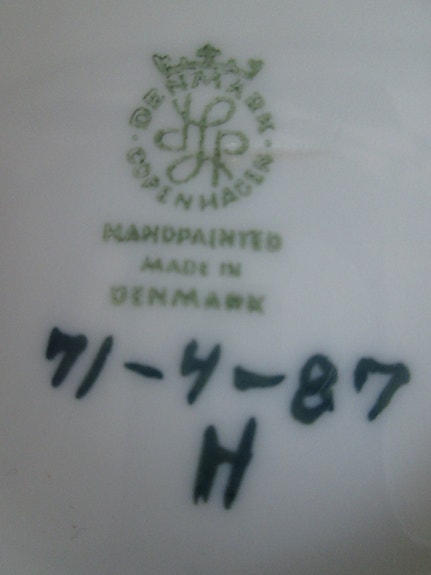 DENMARK
COPENHAGEN
HANDPAINTED
MADE IN
DENMARK
71-4-87
H